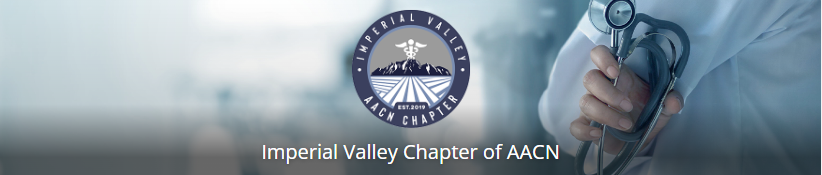 IMPERIAL VALLEY
EST. 2019
AACN CHAPTER
Imperial Valley Chapter of AACN